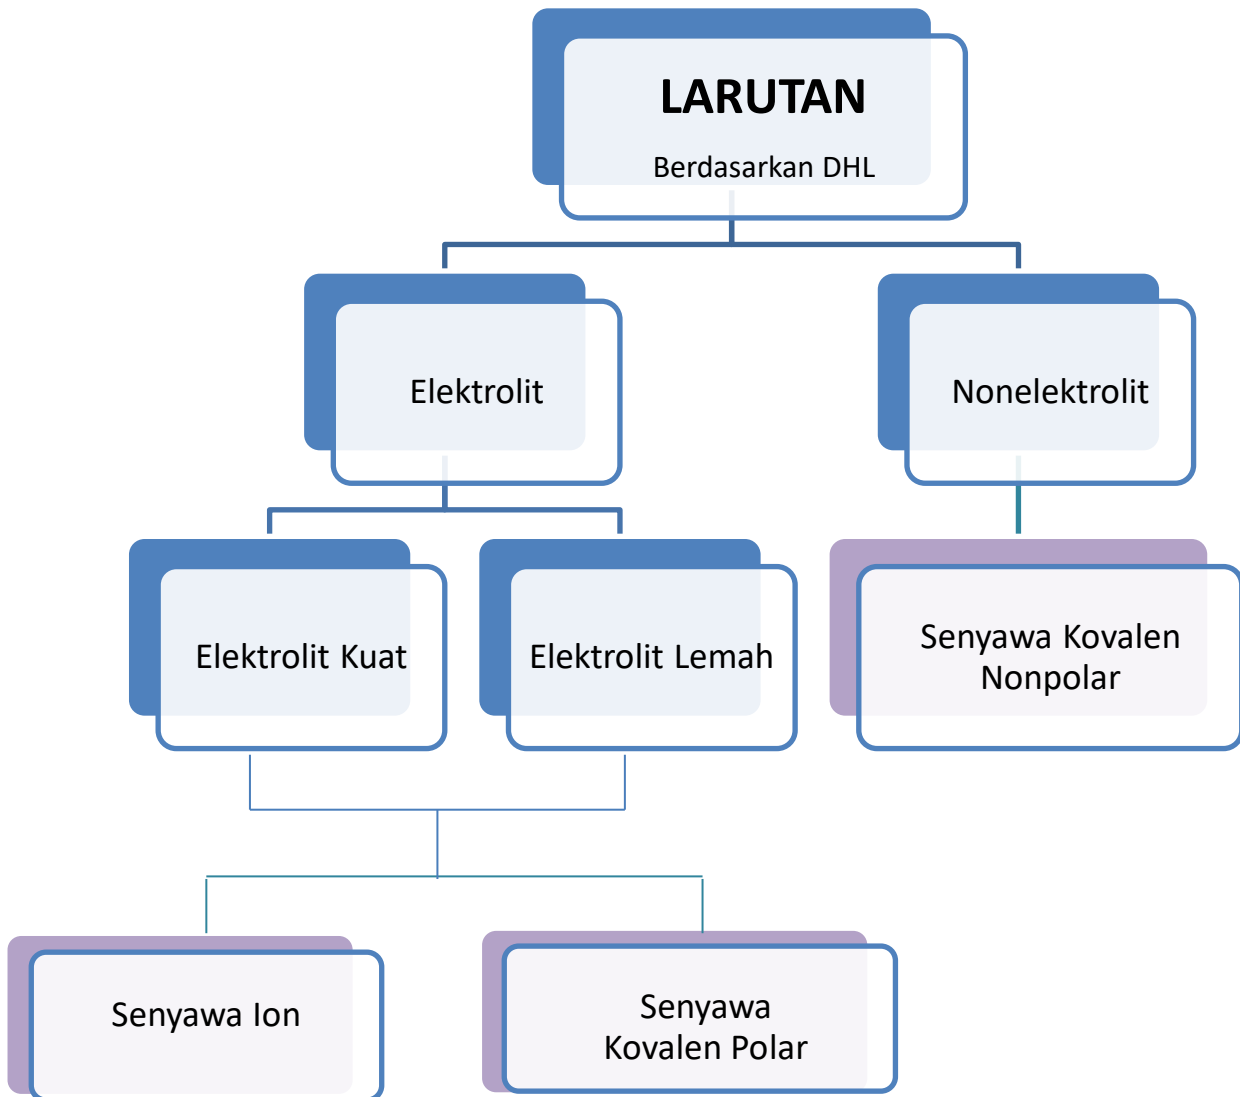 LARUTAN
Berdasarkan DHL
Elektrolit
Nonelektrolit
Elektrolit Kuat
Elektrolit Lemah
Senyawa Kovalen
Nonpolar
Senyawa Ion
Senyawa
Kovalen Polar